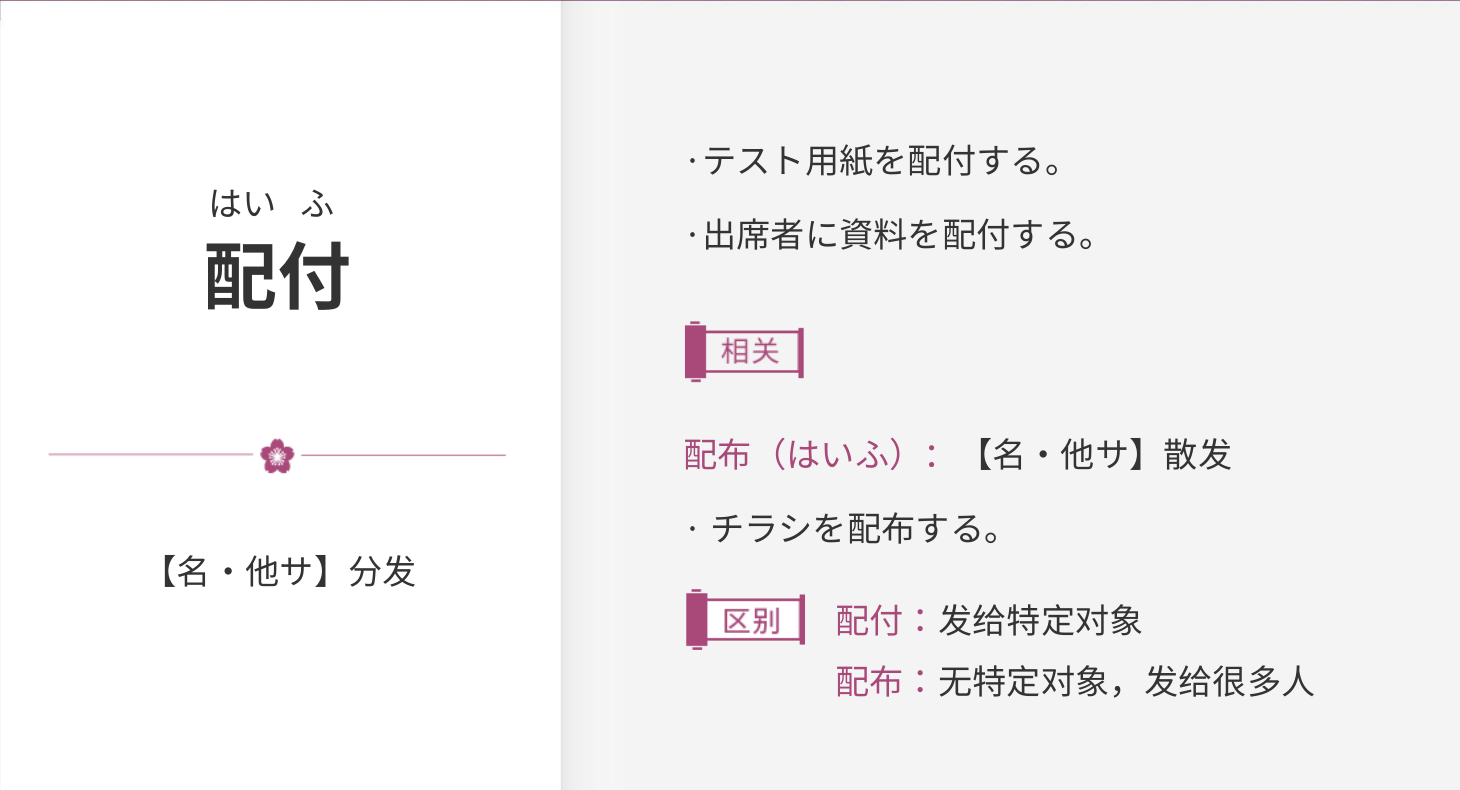 はい ふ
配付
【名・他サ】分发
·テスト用紙を配付する。
·出席者に資料を配付する。
相关
配布（はいふ）：【名・他サ】散发
· チラシを配布する。
区别 配付：发给特定对象
配布：无特定对象，发给很多人